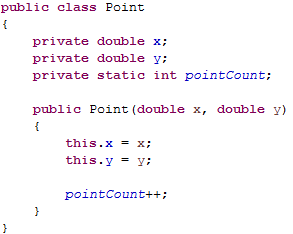 public class Point
{
    private double x;
    private double y;
    private static int pointCount;

    public Point(double x, double y)
    {
        this.x = x;
        this.y = y;

        pointCount++;
    }
}